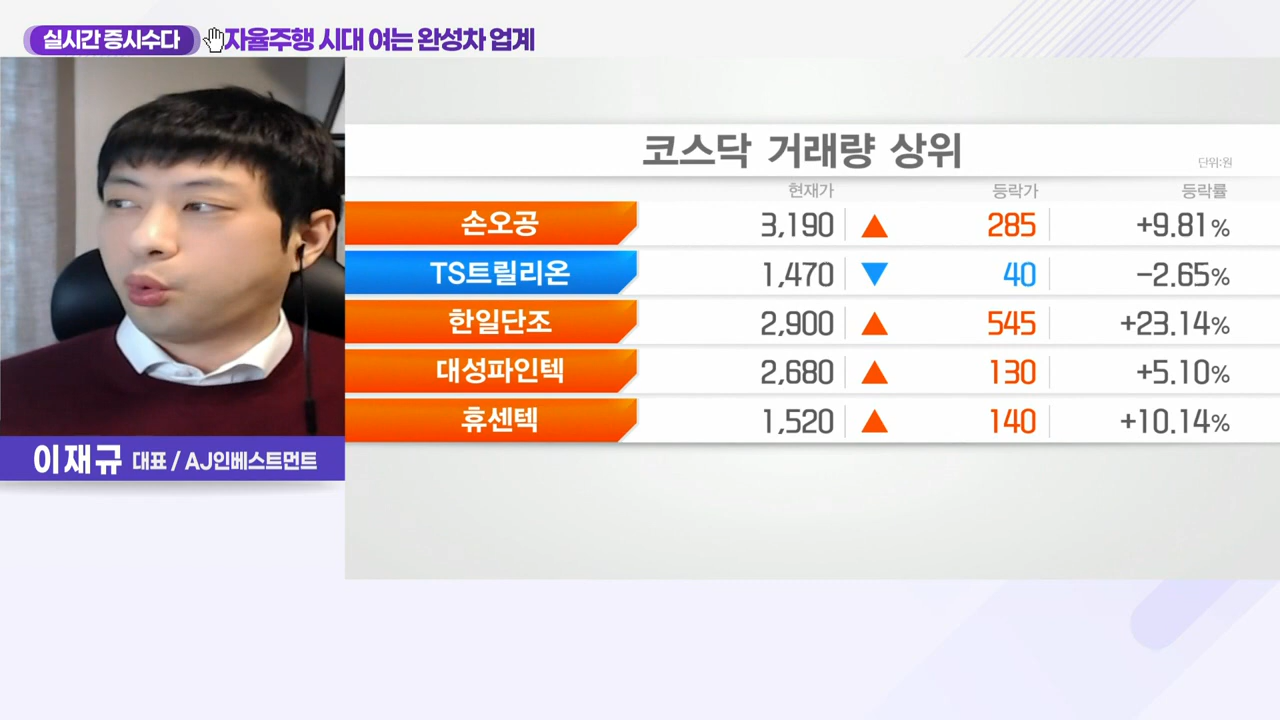 실시간 증시수다 자율주행 시대 여는 완성차 업계
코스닥 거래량 상위
단위:원
현재가 등락가 등락률
손오공 3,190 ▲ 285 +9.81%
TS트릴리온 1,470 ▼ 40 -2.65%
한일단조 2,900 ▲ 545 +23.14%
대성파인텍 2,680 ▲ 130 +5.10%
휴센텍 1,520 ▲ 140 +10.14%
이재규 대표 / AJ인베스트먼트